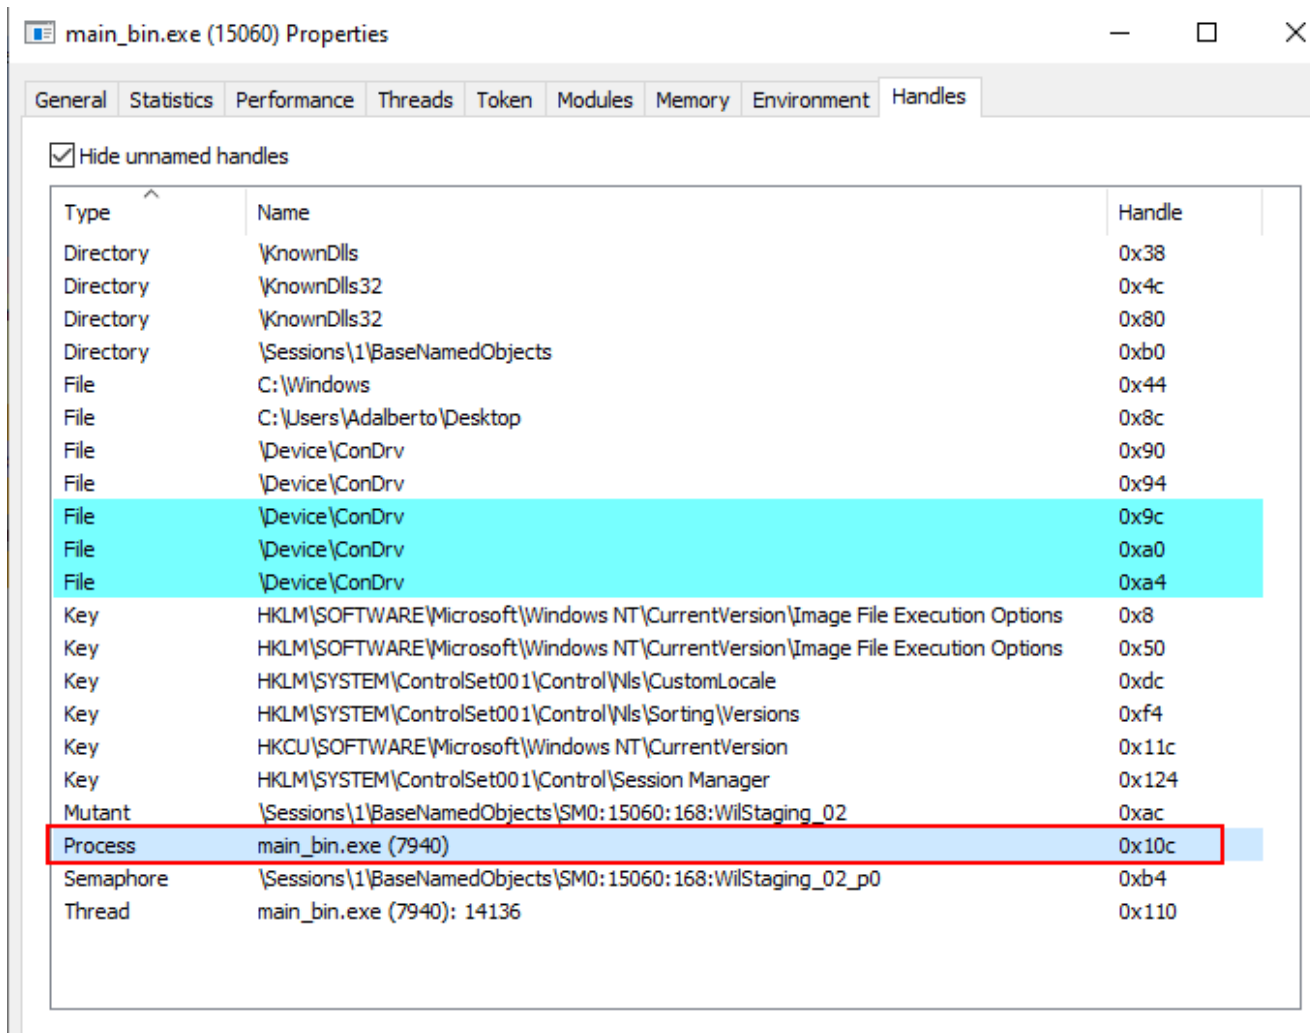 main_bin.exe (15060) Properties
General Statistics Performance Threads Token Modules Memory Environment Handles
Hide unnamed handles
Type Name Handle
Directory \KnownDlls 0x38
Directory \KnownDlls32 0x4c
Directory \KnownDlls32 0x80
Directory \Sessions\1\BaseNamedObjects 0xb0
File C:\Windows 0x44
File C:\Users\Adalberto\Desktop 0x8c
File \Device\ConDrv 0x90
File \Device\ConDrv 0x94
File \Device\ConDrv 0x9c
File \Device\ConDrv 0xa0
File \Device\ConDrv 0xa4
Key HKLM\SOFTWARE\Microsoft\Windows NT\CurrentVersion\Image File Execution Options 0x8
Key HKLM\SOFTWARE\Microsoft\Windows NT\CurrentVersion\Image File Execution Options 0x50
Key HKLM\SYSTEM\ControlSet001\Control\Nls\CustomLocale 0xdc
Key HKLM\SYSTEM\ControlSet001\Control\Nls\Sorting\Versions 0xf4
Key HKCU\SOFTWARE\Microsoft\Windows NT\CurrentVersion 0x11c
Key HKLM\SYSTEM\ControlSet001\Control\Session Manager 0x124
Mutant \Sessions\1\BaseNamedObjects\SM0:15060:168:WilStaging_02 0xac
Process main_bin.exe (7940) 0x10c
Semaphore \Sessions\1\BaseNamedObjects\SM0:15060:168:WilStaging_02_p0 0xb4
Thread main_bin.exe (7940): 14136 0x110